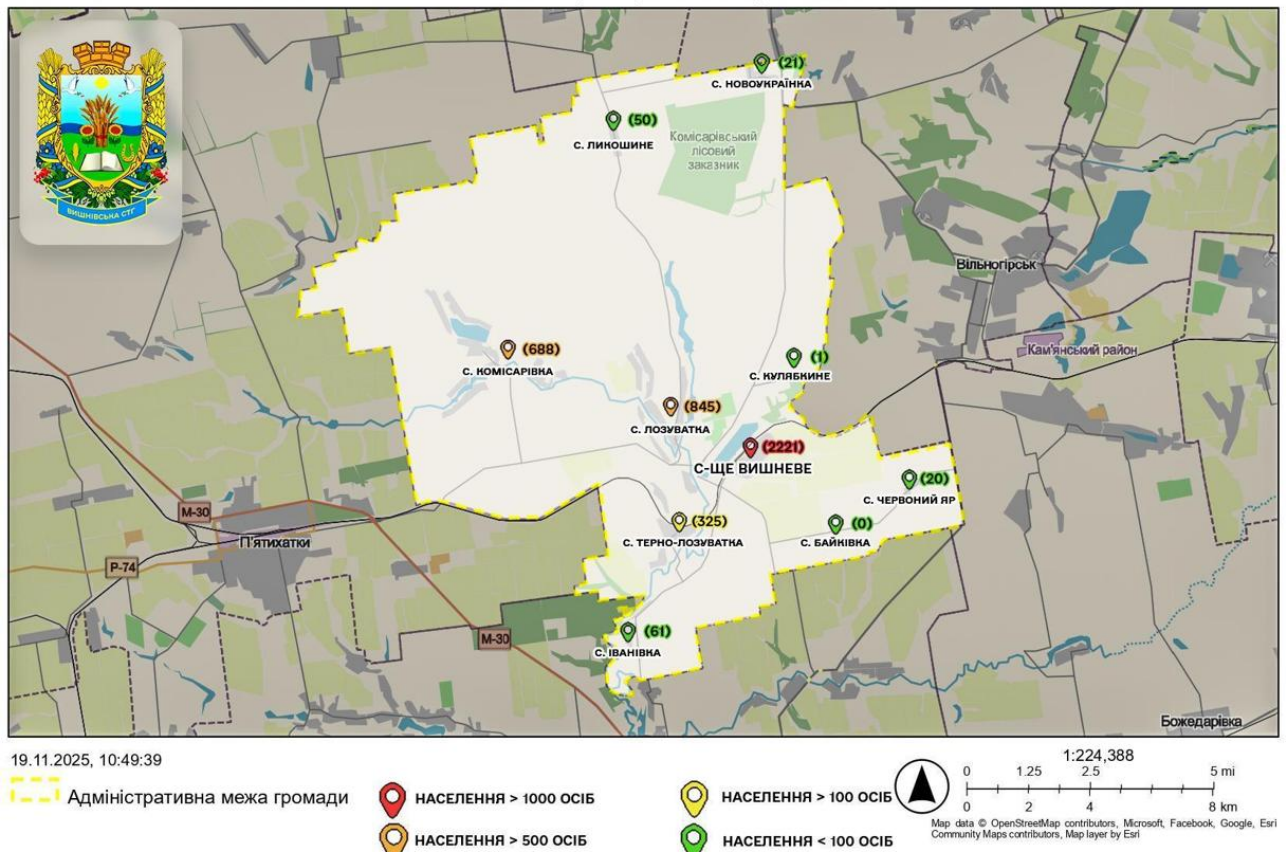 (21)
С. НОВОУКРАЇНКА
(50)
С. ЛИКОШИНЕ
Комісарівський
лісовий
заказник
ВИШНІВСЬКА СТГ
Вільногірськ
Кам'янський район
(688)
С. КОМІСАРІВКА
(1)
С. КУЛЯБКИНЕ
(845)
С. ЛОЗУВАТКА
(2221)
С-ЩЕ ВИШНЕВЕ
(20)
С. ЧЕРВОНИЙ ЯР
(0)
С. БАЙКІВКА
(325)
С. ТЕРНО-ЛОЗУВАТКА
М-30
П'ятихатки
Р-74
М-30
(61)
С. ІВАНІВКА
Божедарівка
19.11.2025, 10:49:39
Адміністративна межа громади
НАСЕЛЕННЯ > 1000 ОСІБ
НАСЕЛЕННЯ > 500 ОСІБ
НАСЕЛЕННЯ > 100 ОСІБ
НАСЕЛЕННЯ < 100 ОСІБ
1:224,388
0 1.25 2.5 5 mi
0 2 4 8 km
Map data © OpenStreetMap contributors, Microsoft, Facebook, Google, Esri
Community Maps contributors, Map layer by Esri